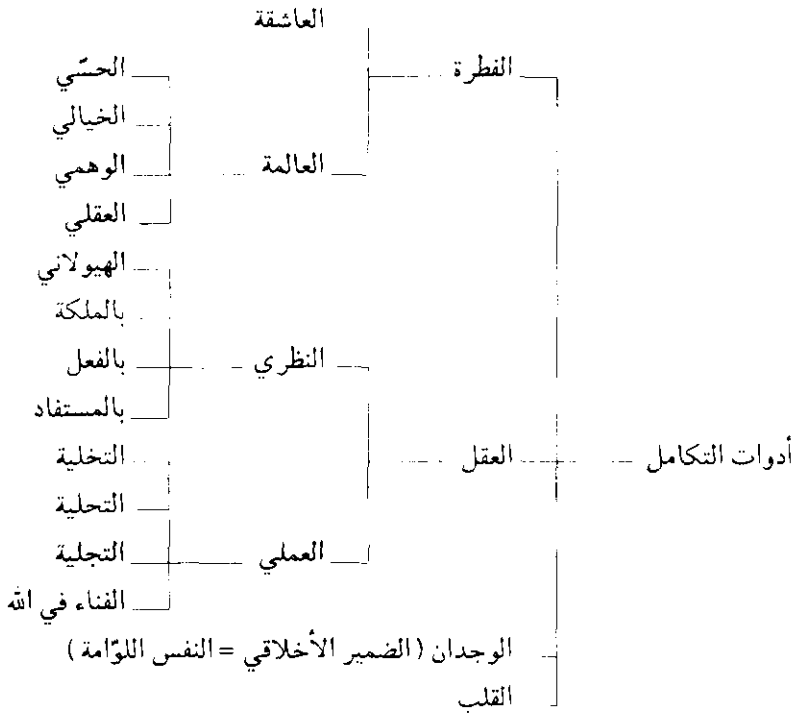 العاشقة
الحسّي
الفطرة
الخيالي
الوهمي
العالمة
العقلي
الهيولاني
بالملكة
بالفعل
النظري
بالمستفاد
التخلية
العقل
أدوات التكامل
التحلية
التجلية
العملي
الفناء في الله
الوجدان (الضمير الأخلاقي = النفس اللوّامة)
القلب